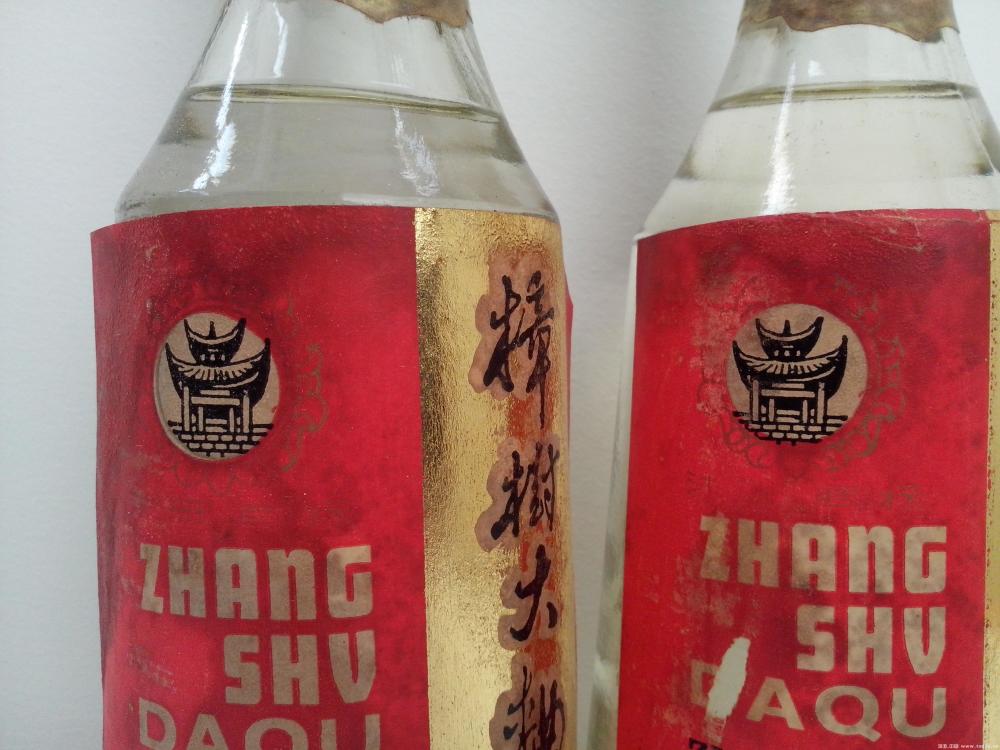 ZHANG
SHV
DAQU
樟
樹
大
ZHANG
SHV
DAQU